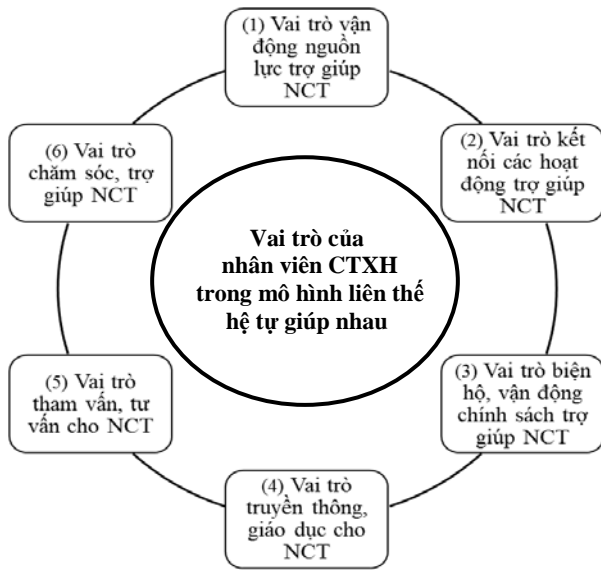 (1) Vai trò vận
động nguồn
lực trợ giúp
NCT
(2) Vai trò kết
nối các hoạt
động trợ giúp
NCT
(3) Vai trò biện
hộ, vận động
chính sách trợ
giúp NCT
(4) Vai trò
truyền thông,
giáo dục cho
NCT
(5) Vai trò
tham vấn, tư
vấn cho NCT
(6) Vai trò
chăm sóc, trợ
giúp NCT
Vai trò của
nhân viên CTXH
trong mô hình liên thế
hệ tự giúp nhau